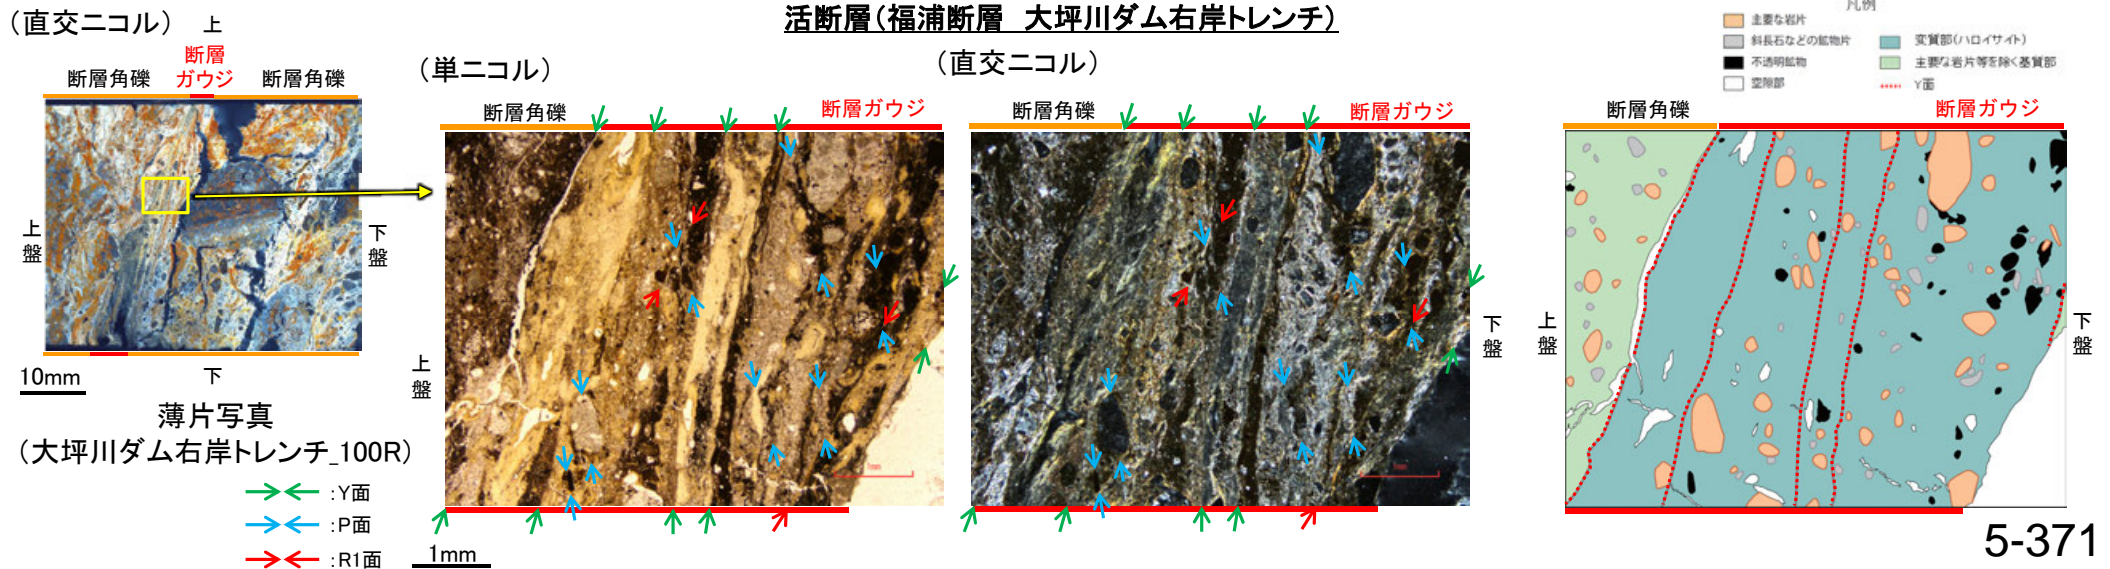 活断層(福浦断層　大坪川ダム右岸トレンチ)
(直交ニコル)
上
断層
ガウジ
断層角礫
断層角礫
上盤
下盤
10mm
下
薄片写真
(大坪川ダム右岸トレンチ_100R)
:Y面
:P面
:R1面
(単ニコル)
断層角礫
断層ガウジ
上盤
1mm
1mm
(直交ニコル)
断層角礫
断層ガウジ
下盤
1mm
凡例
主要な岩片
斜長石などの鉱物片
不透明鉱物
空隙部
変質部(ハロイサイト)
主要な岩片等を除く基質部
Y面
断層角礫
断層ガウジ
上盤
下盤
5-371